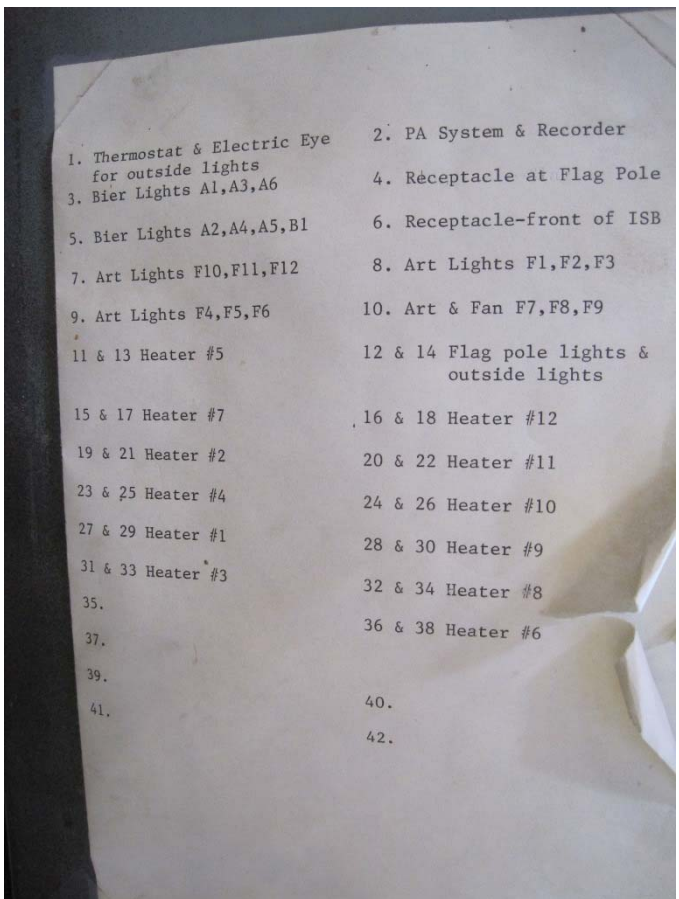 1. Thermostat & Electric Eye
for outside lights
2. PA System & Recorder
3. Bier Lights A1,A3,A6
4. Receptacle at Flag Pole
5. Bier Lights A2,A4,A5,B1
6. Receptacle-front of ISB
7. Art Lights F10,F11,F12
8. Art Lights F1,F2,F3
9. Art Lights F4,F5,F6
10. Art & Fan F7,F8,F9
11 & 13 Heater #5
12 & 14 Flag pole lights &
outside lights
15 & 17 Heater #7
16 & 18 Heater #12
19 & 21 Heater #2
20 & 22 Heater #11
23 & 25 Heater #4
24 & 26 Heater #10
27 & 29 Heater #1
28 & 30 Heater #9
31 & 33 Heater #3
32 & 34 Heater #8
35.
36 & 38 Heater #6
37.
39.
40.
41.
42.